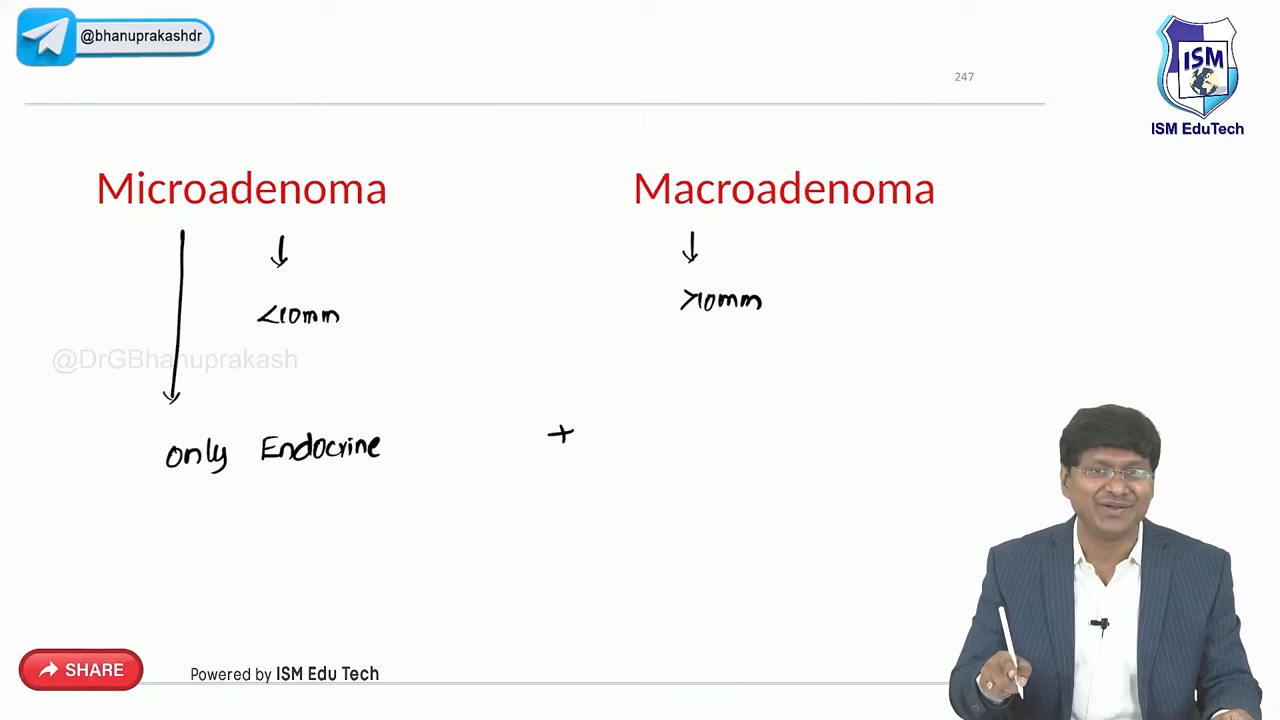 @bhanuprakashdr
247
ISM
ISM EduTech
Microadenoma
Macroadenoma
<10mm
>10mm
@DrGBhanuprakash
only Endocrine +
SHARE
Powered by ISM Edu Tech